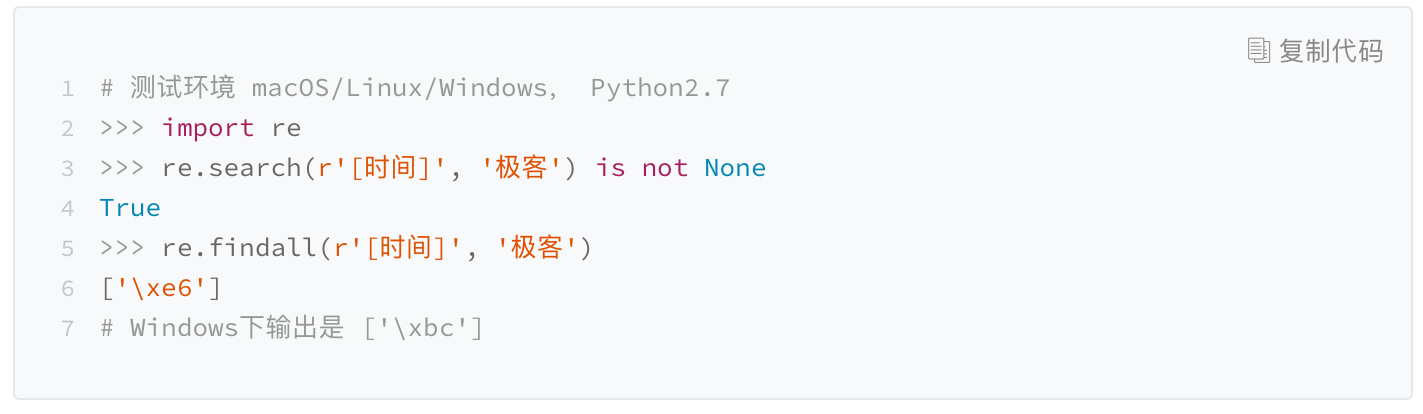 复制代码
1 # 测试环境 macOS/Linux/Windows， Python2.7
2 >>> import re
3 >>> re.search(r'[时间]', '极客') is not None
4 True
5 >>> re.findall(r'[时间]', '极客')
6 ['\xe6']
7 # Windows下输出是 ['\xbc']